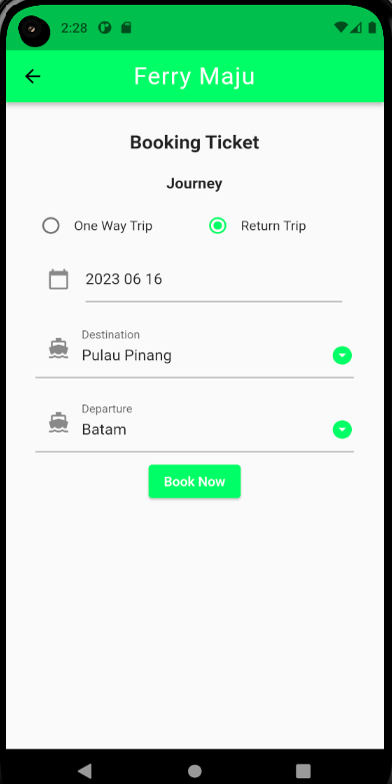 2:28
Ferry Maju
Booking Ticket
Journey
One Way Trip Return Trip
2023 06 16
Destination
Pulau Pinang
Departure
Batam
Book Now